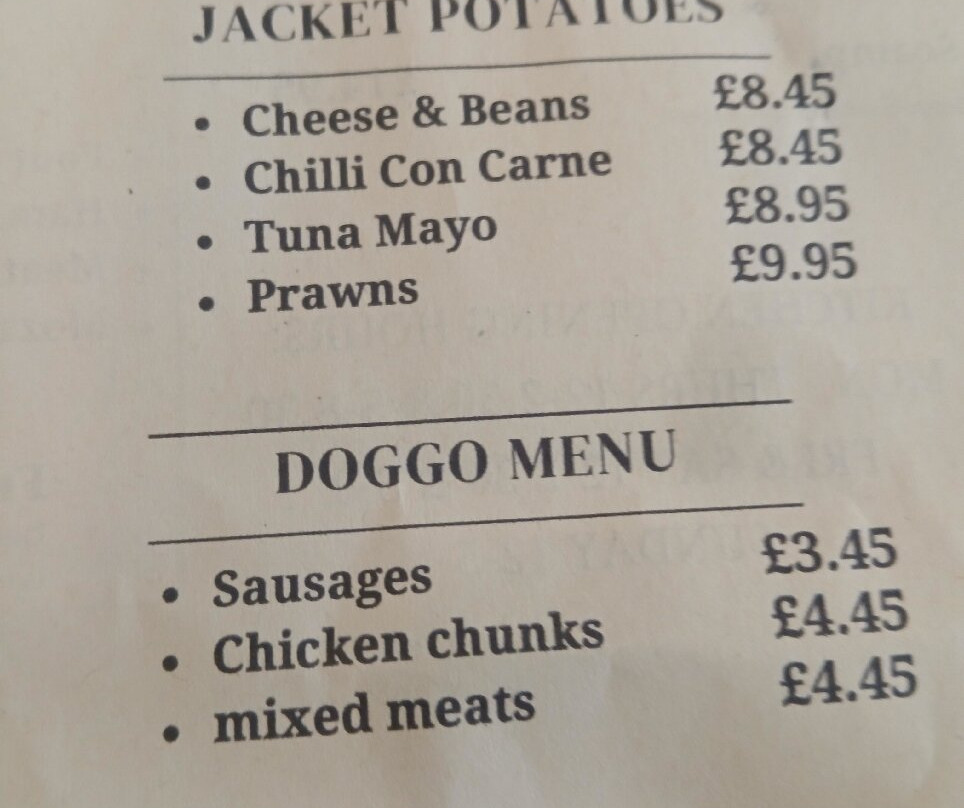 JACKET POTATOES
• Cheese & Beans £8.45
• Chilli Con Carne £8.45
• Tuna Mayo £8.95
• Prawns £9.95
DOGGO MENU
• Sausages £3.45
• Chicken chunks £4.45
• mixed meats £4.45